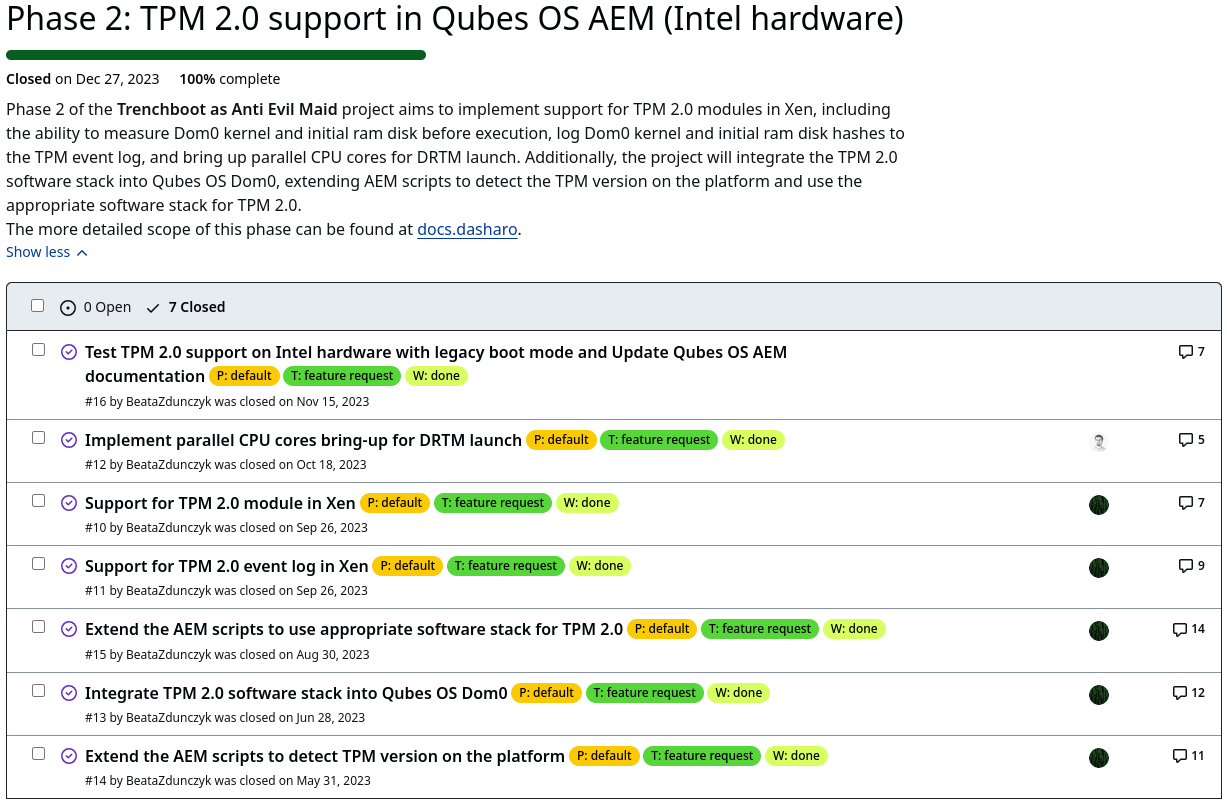 Phase 2: TPM 2.0 support in Qubes OS AEM (Intel hardware)
Closed on Dec 27, 2023 100% complete
Phase 2 of the Trenchboot as Anti Evil Maid project aims to implement support for TPM 2.0 modules in Xen, including
the ability to measure Dom0 kernel and initial ram disk before execution, log Dom0 kernel and initial ram disk hashes to
the TPM event log, and bring up parallel CPU cores for DRTM launch. Additionally, the project will integrate the TPM 2.0
software stack into Qubes OS Dom0, extending AEM scripts to detect the TPM version on the platform and use the
appropriate software stack for TPM 2.0.
The more detailed scope of this phase can be found at docs.dasharo.
Show less
0 Open 7 Closed
Test TPM 2.0 support on Intel hardware with legacy boot mode and Update Qubes OS AEM 7
documentation P: default T: feature request W: done
#16 by BeataZdunczyk was closed on Nov 15, 2023
Implement parallel CPU cores bring-up for DRTM launch P: default T: feature request W: done 5
#12 by BeataZdunczyk was closed on Oct 18, 2023
Support for TPM 2.0 module in Xen P: default T: feature request W: done 7
#10 by BeataZdunczyk was closed on Sep 26, 2023
Support for TPM 2.0 event log in Xen P: default T: feature request W: done 9
#11 by BeataZdunczyk was closed on Sep 26, 2023
Extend the AEM scripts to use appropriate software stack for TPM 2.0 P: default T: feature request W: done 14
#15 by BeataZdunczyk was closed on Aug 30, 2023
Integrate TPM 2.0 software stack into Qubes OS Dom0 P: default T: feature request W: done 12
#13 by BeataZdunczyk was closed on Jun 28, 2023
Extend the AEM scripts to detect TPM version on the platform P: default T: feature request W: done 11
#14 by BeataZdunczyk was closed on May 31, 2023